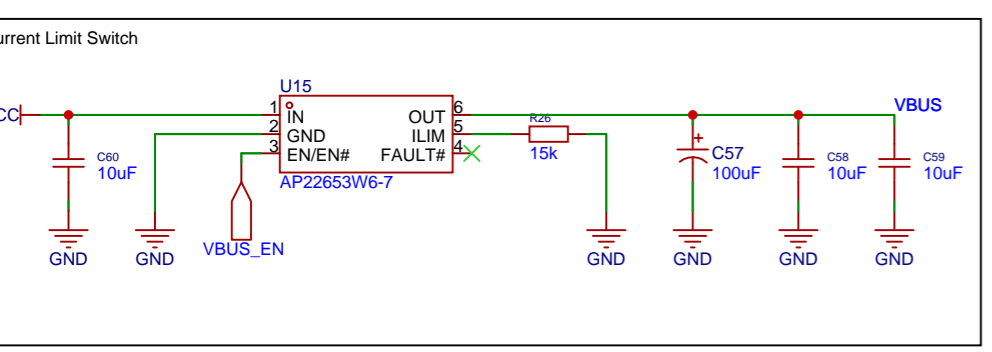 urrent Limit Switch
U15
CC
1
IN
OUT
6
2
GND
ILIM
5
3
EN/EN#
FAULT#
4
AP22653W6-7
R26
15k
VBUS
C60
10uF
C57
100uF
C58
10uF
C59
10uF
VBUS_EN
GND
GND
GND
GND
GND
GND